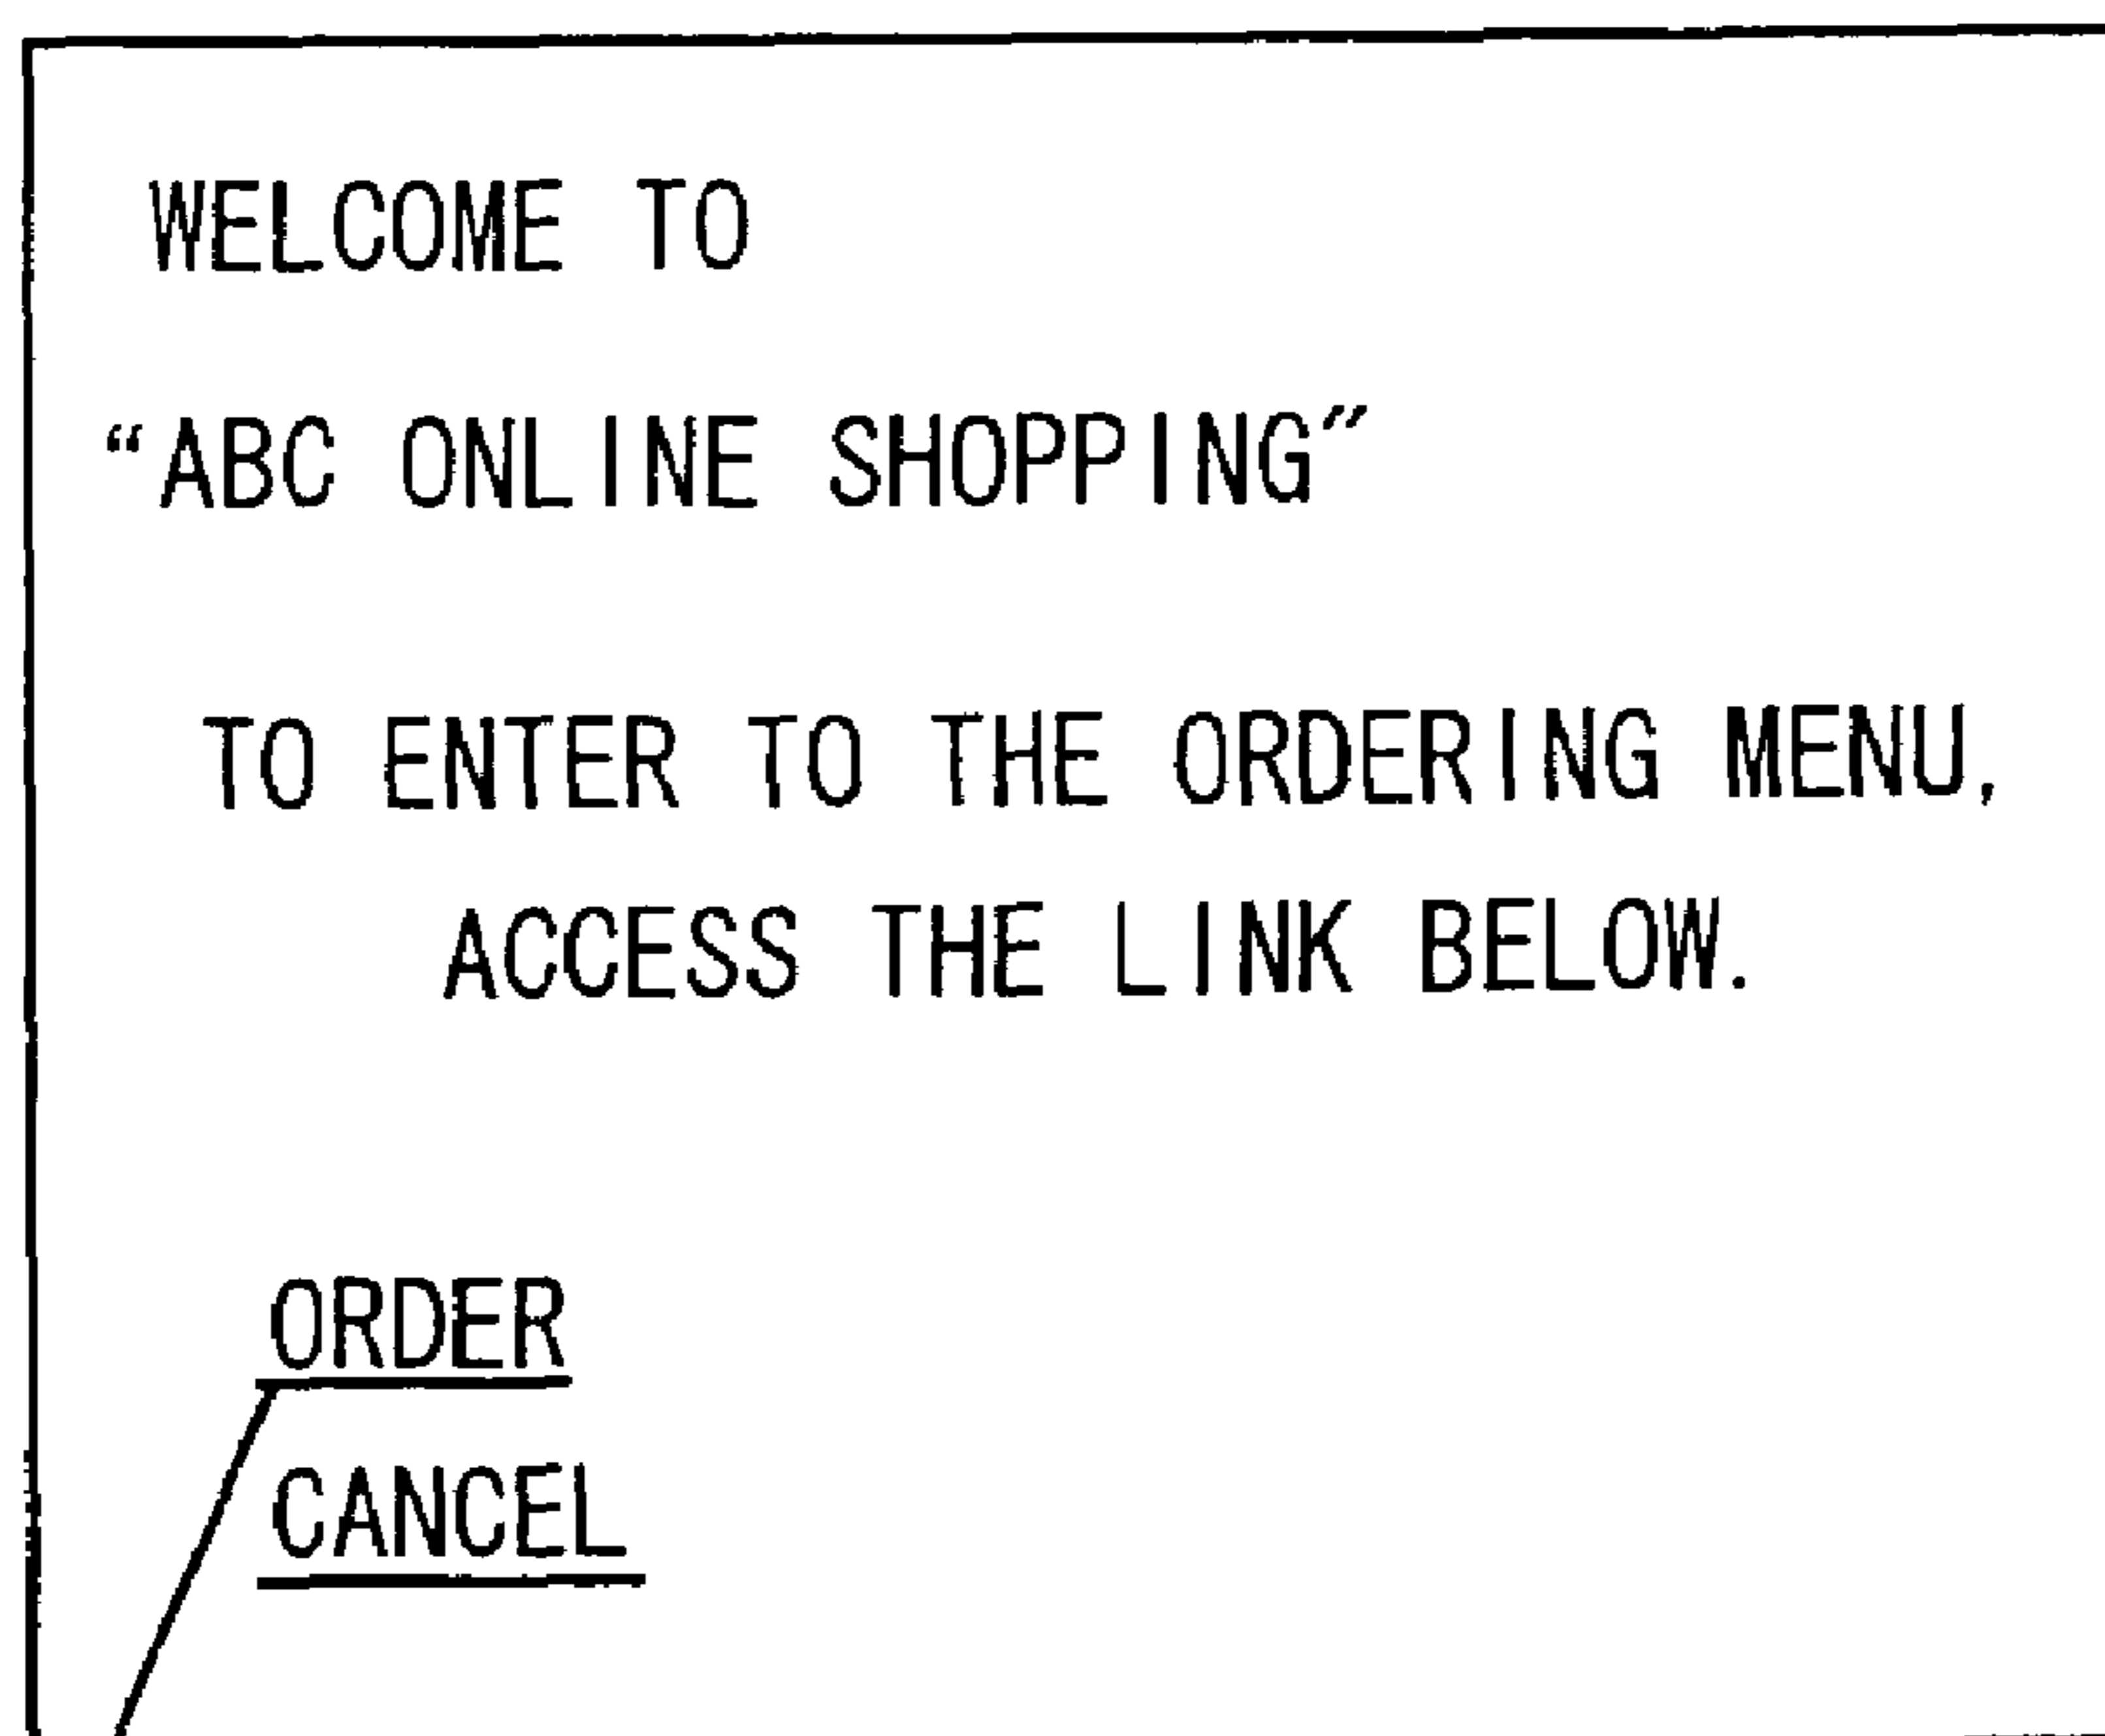 WELCOME TO
“ABC ONLINE SHOPPING”
TO ENTER TO THE ORDERING MENU,
ACCESS THE LINK BELOW.
ORDER
CANCEL